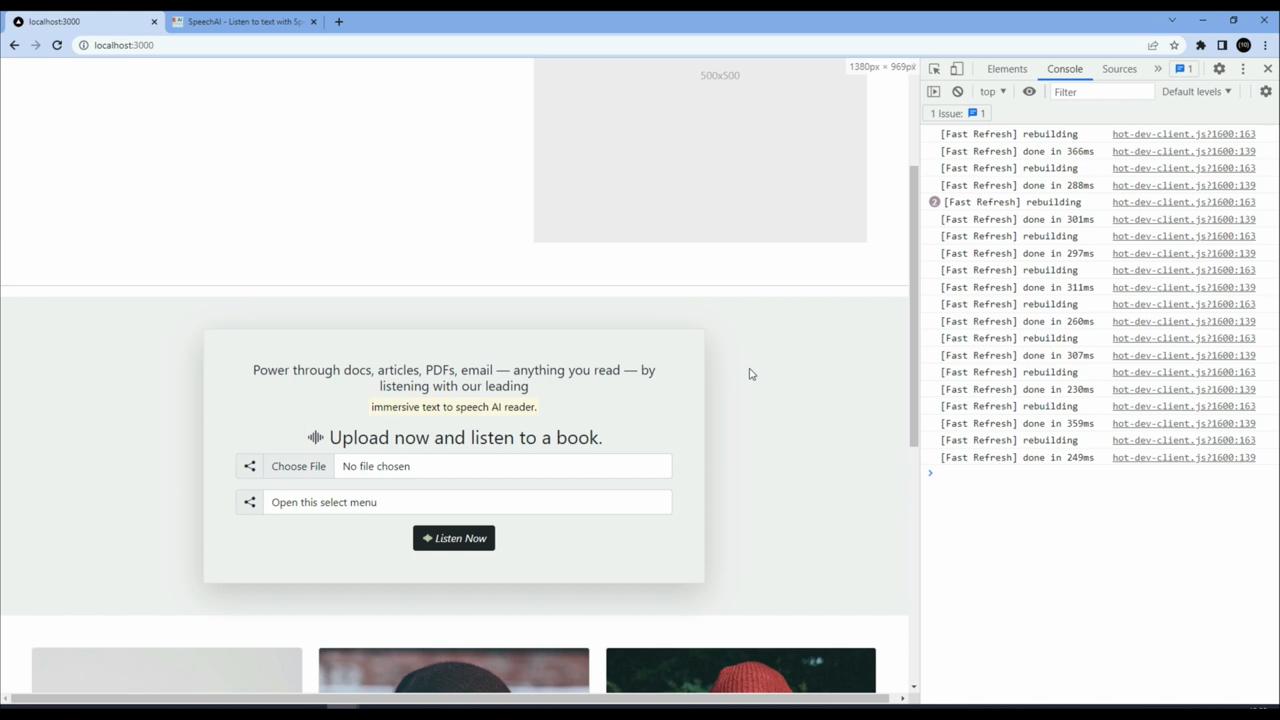 localhost:3000
SpeechAI - Listen to text with Sp
localhost:3000
(10)
500x500
1380px × 969px
Power through docs, articles, PDFs, email — anything you read — by
listening with our leading
immersive text to speech AI reader.
Upload now and listen to a book.
Choose File No file chosen
Open this select menu
Listen Now
Elements Console Sources » 1
top Filter Default levels
1 Issue: 1
[Fast Refresh] rebuilding hot-dev-client.js?1600:163
[Fast Refresh] done in 366ms hot-dev-client.js?1600:139
[Fast Refresh] rebuilding hot-dev-client.js?1600:163
[Fast Refresh] done in 288ms hot-dev-client.js?1600:139
2 [Fast Refresh] rebuilding hot-dev-client.js?1600:163
[Fast Refresh] done in 301ms hot-dev-client.js?1600:139
[Fast Refresh] rebuilding hot-dev-client.js?1600:163
[Fast Refresh] done in 297ms hot-dev-client.js?1600:139
[Fast Refresh] rebuilding hot-dev-client.js?1600:163
[Fast Refresh] done in 311ms hot-dev-client.js?1600:139
[Fast Refresh] rebuilding hot-dev-client.js?1600:163
[Fast Refresh] done in 260ms hot-dev-client.js?1600:139
[Fast Refresh] rebuilding hot-dev-client.js?1600:163
[Fast Refresh] done in 307ms hot-dev-client.js?1600:139
[Fast Refresh] rebuilding hot-dev-client.js?1600:163
[Fast Refresh] done in 230ms hot-dev-client.js?1600:139
[Fast Refresh] rebuilding hot-dev-client.js?1600:163
[Fast Refresh] done in 359ms hot-dev-client.js?1600:139
[Fast Refresh] rebuilding hot-dev-client.js?1600:163
[Fast Refresh] done in 249ms hot-dev-client.js?1600:139